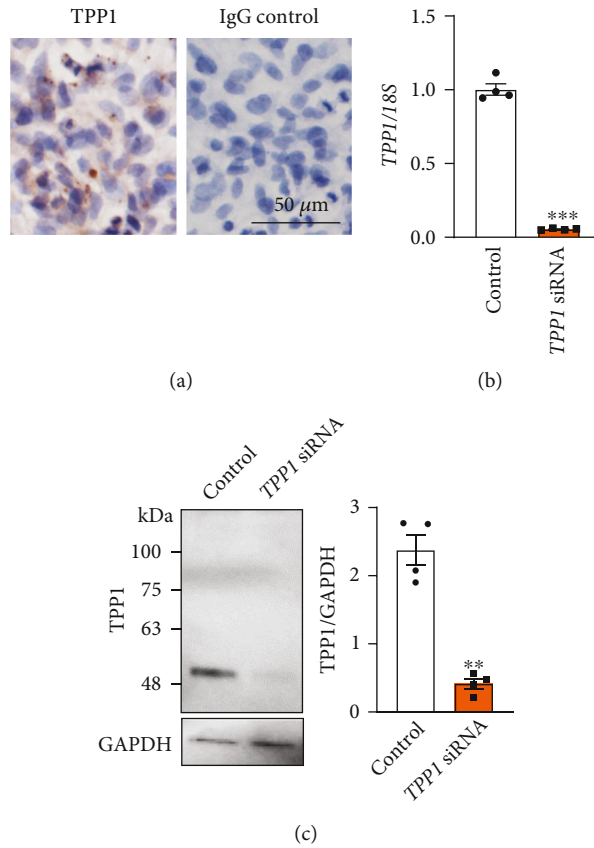 TPP1
IgG control
50 μm
(a)
TPP1/18S
1.5
1.0
0.5
0.0
***
Control
TPP1 siRNA
(b)
Control
TPP1 siRNA
kDa
100
75
63
48
TPP1
GAPDH
TPP1/GAPDH
3
2
1
0
**
Control
TPP1 siRNA
(c)